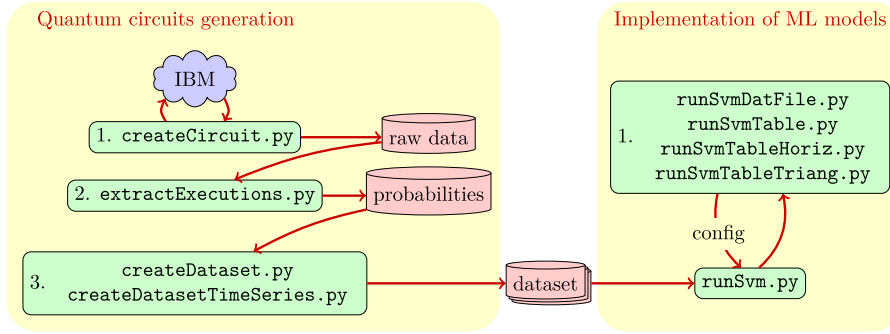 Quantum circuits generation
IBM
1. createCircuit.py
raw data
2. extractExecutions.py
probabilities
3.
createDataset.py
createDatasetTimeSeries.py
dataset
Implementation of ML models
1.
runSvmDatFile.py
runSvmTable.py
runSvmTableHoriz.py
runSvmTableTriang.py
config
runSvm.py